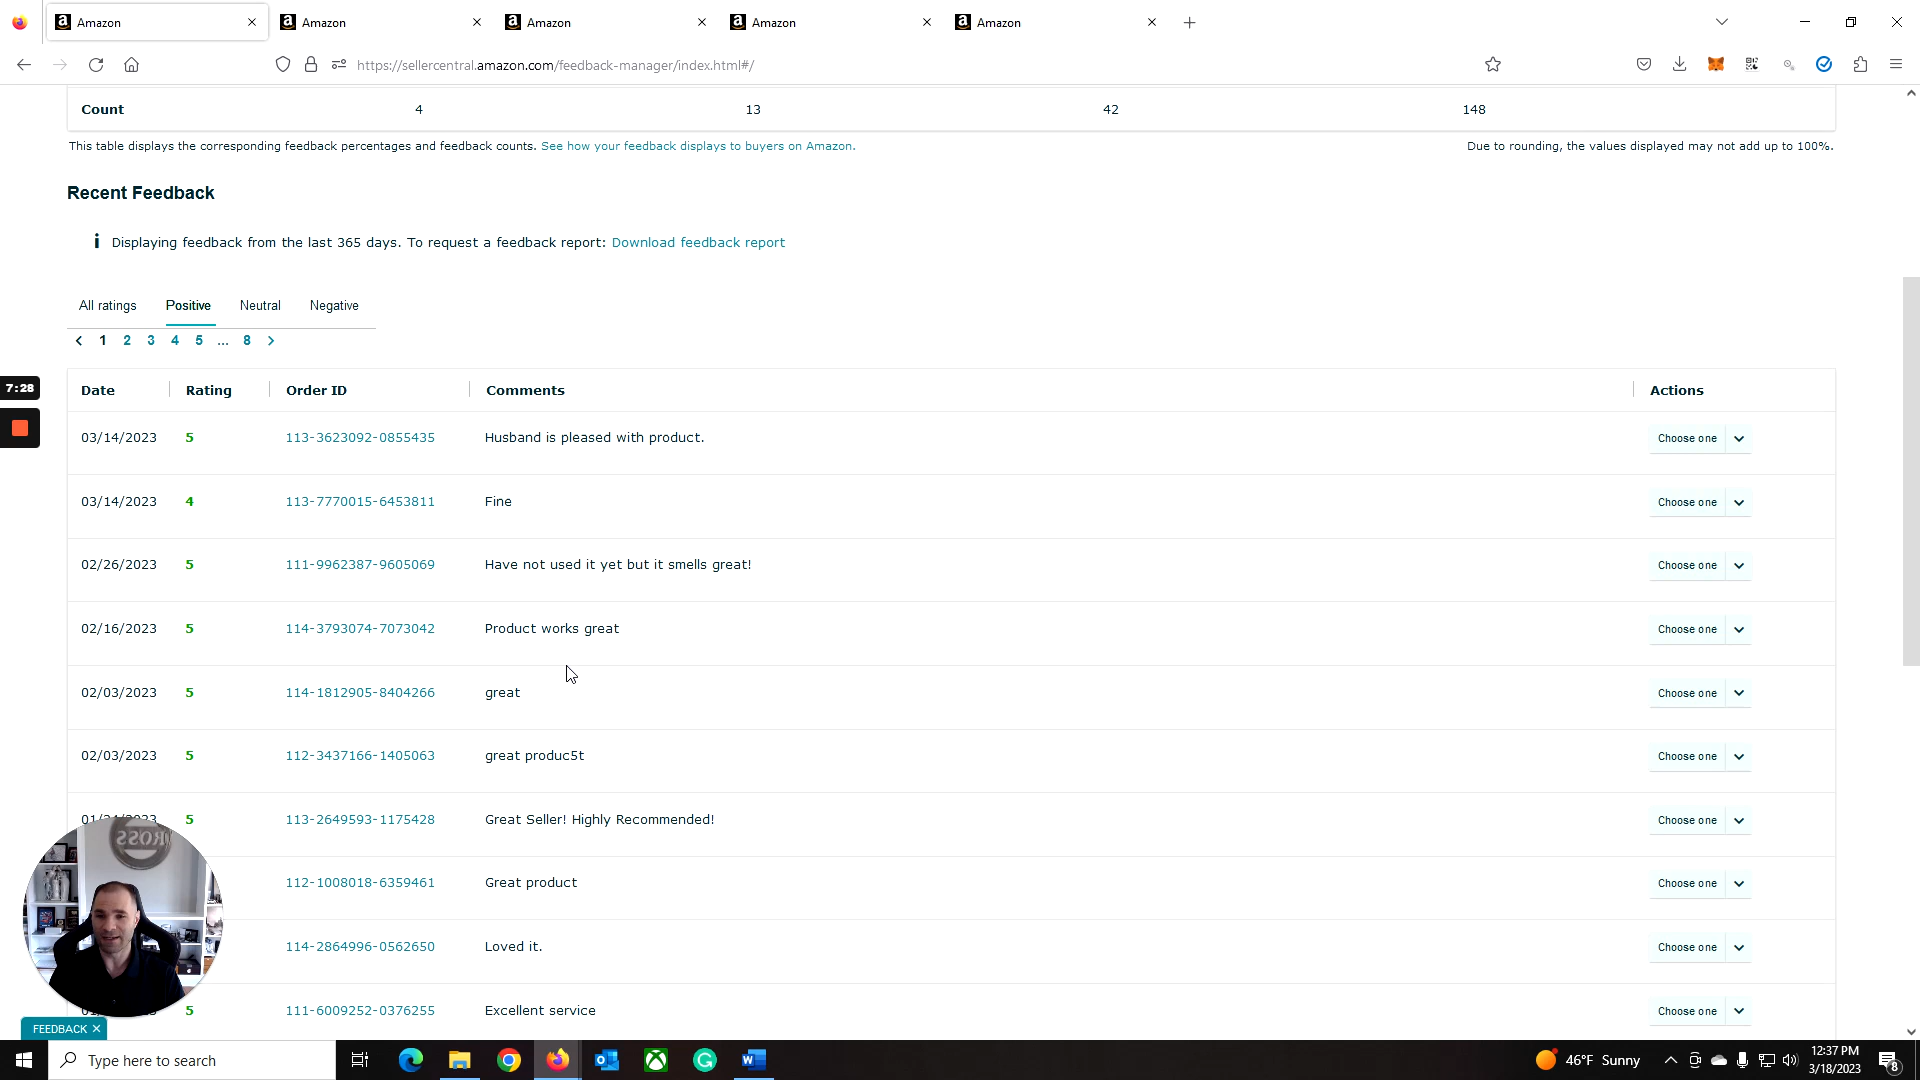 Amazon Amazon Amazon Amazon Amazon
https://sellercentral.amazon.com/feedback-manager/index.html#/
Count 4 13 42 148
This table displays the corresponding feedback percentages and feedback counts. See how your feedback displays to buyers on Amazon. Due to rounding, the values displayed may not add up to 100%.
Recent Feedback
Displaying feedback from the last 365 days. To request a feedback report: Download feedback report
All ratings Positive Neutral Negative
1 2 3 4 5 ... 8
7:28
Date Rating Order ID Comments Actions
03/14/2023 5 113-3623092-0855435 Husband is pleased with product. Choose one
03/14/2023 4 113-7770015-6453811 Fine Choose one
02/26/2023 5 111-9962387-9605069 Have not used it yet but it smells great! Choose one
02/16/2023 5 114-3793074-7073042 Product works great Choose one
02/03/2023 5 114-1812905-8404266 great Choose one
02/03/2023 5 112-3437166-1405063 great produc5t Choose one
5 113-2649593-1175428 Great Seller! Highly Recommended! Choose one
ROSS
112-1008018-6359461 Great product Choose one
114-2864996-0562650 Loved it. Choose one
5 111-6009252-0376255 Excellent service Choose one
FEEDBACK
Type here to search
46°F Sunny
12:37 PM
3/18/2023
8